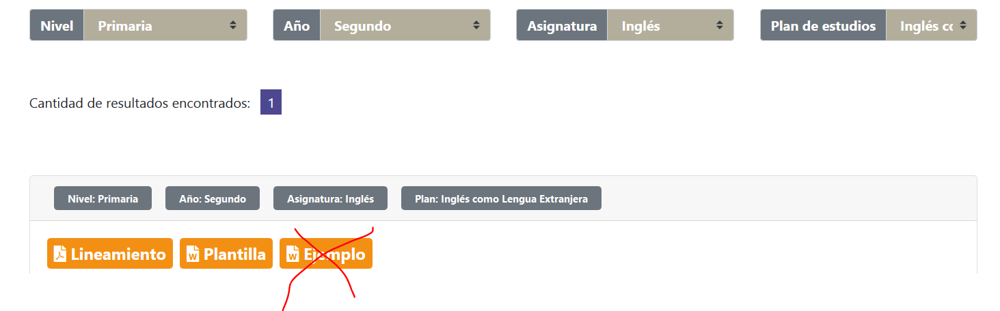 Nivel Primaria Año Segundo Asignatura Inglés Plan de estudios Inglés co
Cantidad de resultados encontrados: 1
Nivel: Primaria Año: Segundo Asignatura: Inglés Plan: Inglés como Lengua Extranjera
Lineamiento Plantilla Ejemplo